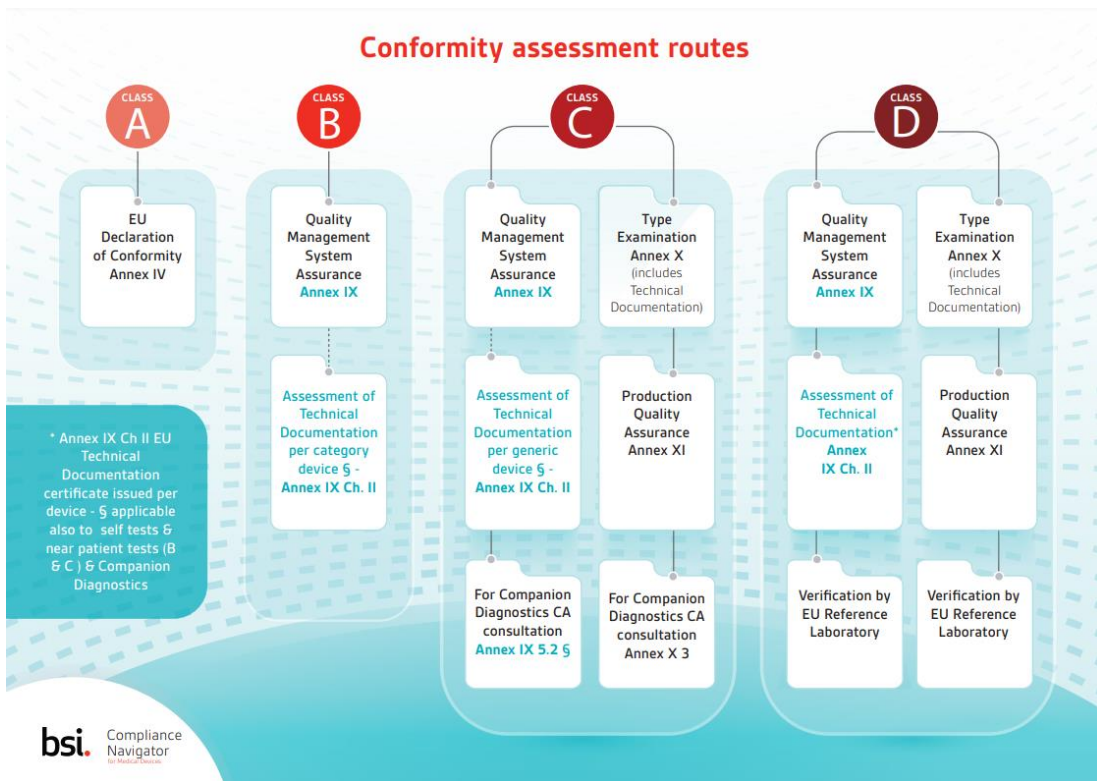 Conformity assessment routes
CLASS
A
EU
Declaration
of Conformity
Annex IV
CLASS
B
Quality
Management
System
Assurance
Annex IX
Assessment of
Technical
Documentation
per category
device § -
Annex IX Ch. II
CLASS
C
Quality
Management
System
Assurance
Annex IX
Assessment of
Technical
Documentation
per generic
device § -
Annex IX Ch. II
For Companion
Diagnostics CA
consultation
Annex IX 5.2 §
Type
Examination
Annex X
(includes
Technical
Documentation)
Production
Quality
Assurance
Annex XI
For Companion
Diagnostics CA
consultation
Annex X 3
CLASS
D
Quality
Management
System
Assurance
Annex IX
Assessment of
Technical
Documentation*
Annex
IX Ch. II
Verification by
EU Reference
Laboratory
Type
Examination
Annex X
(includes
Technical
Documentation)
Production
Quality
Assurance
Annex XI
Verification by
EU Reference
Laboratory
* Annex IX Ch II EU
Technical
Documentation
certificate issued per
device - § applicable
also to self tests &
near patient tests (B
& C ) & Companion
Diagnostics
bsi.
Compliance
Navigator
for Medical Devices